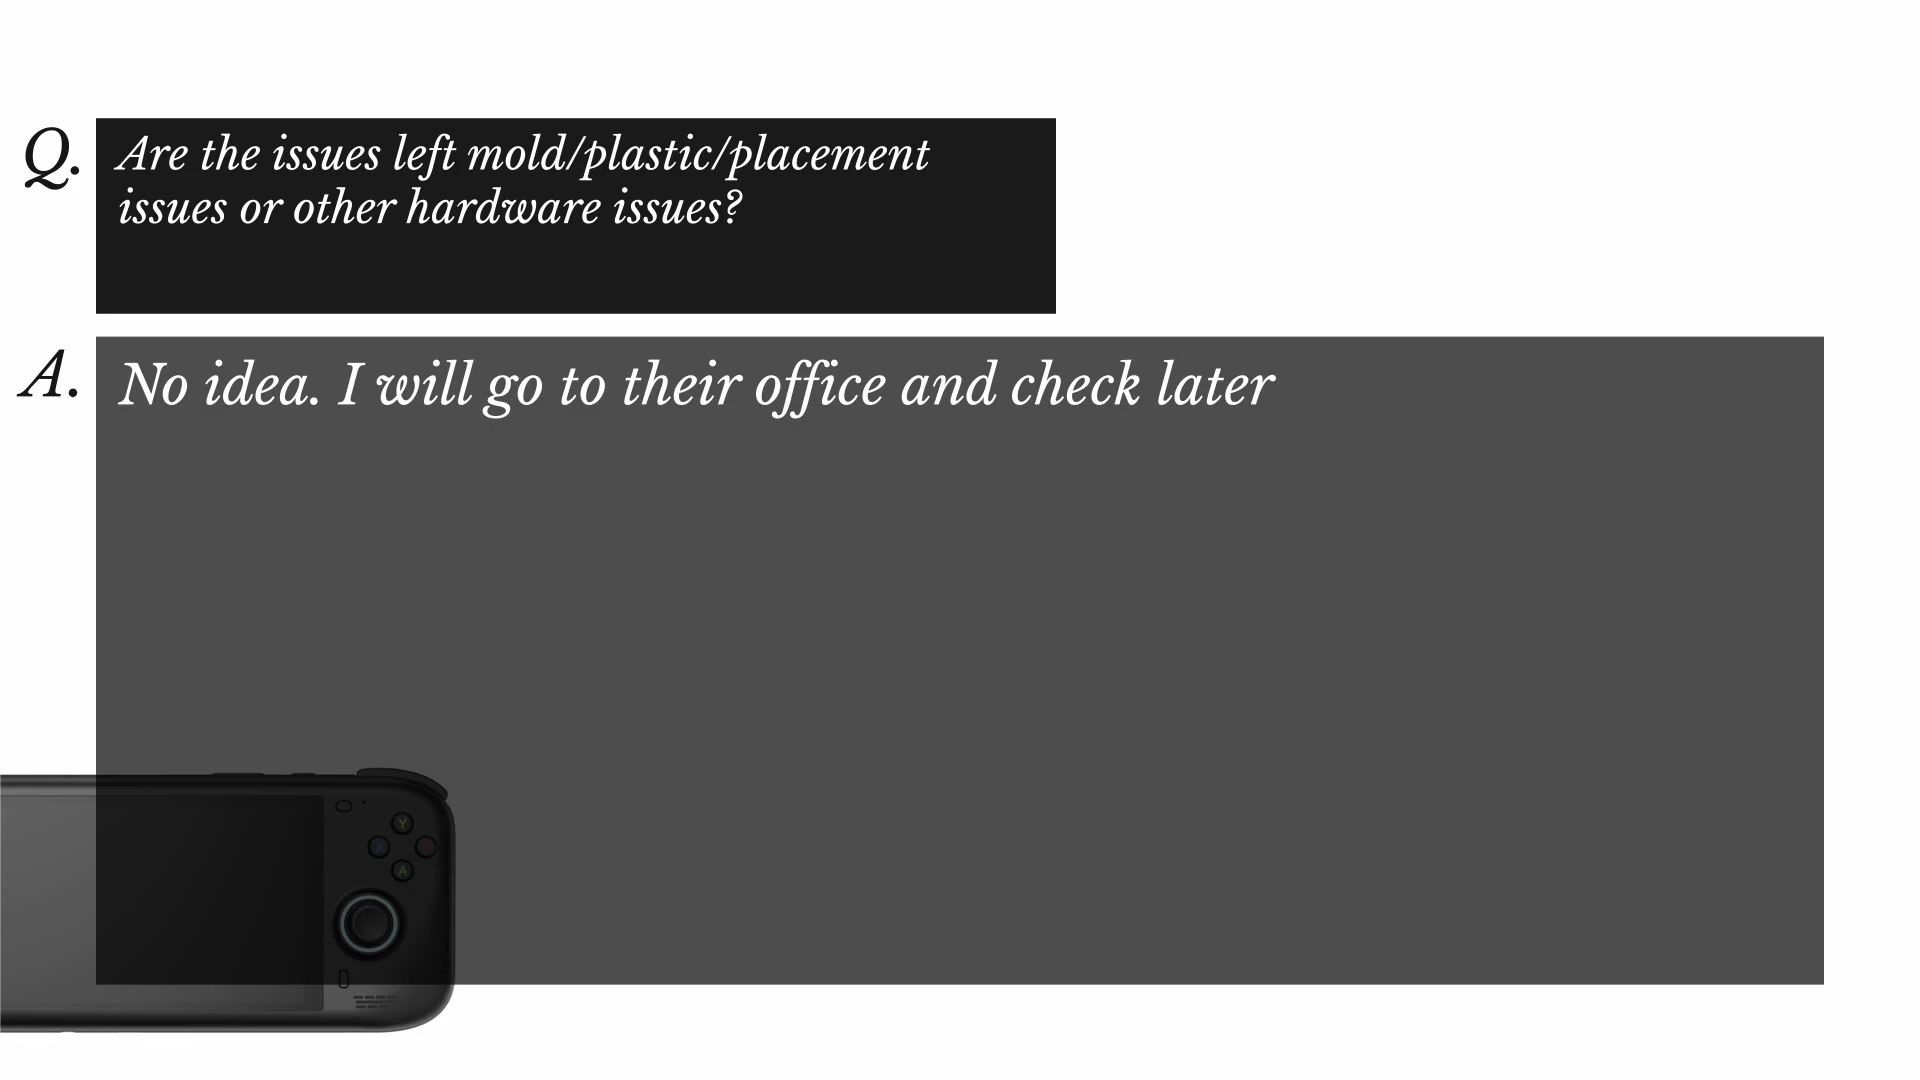 Q.
Are the issues left mold/plastic/placement
issues or other hardware issues?
A.
No idea. I will go to their office and check later
Y
X
A